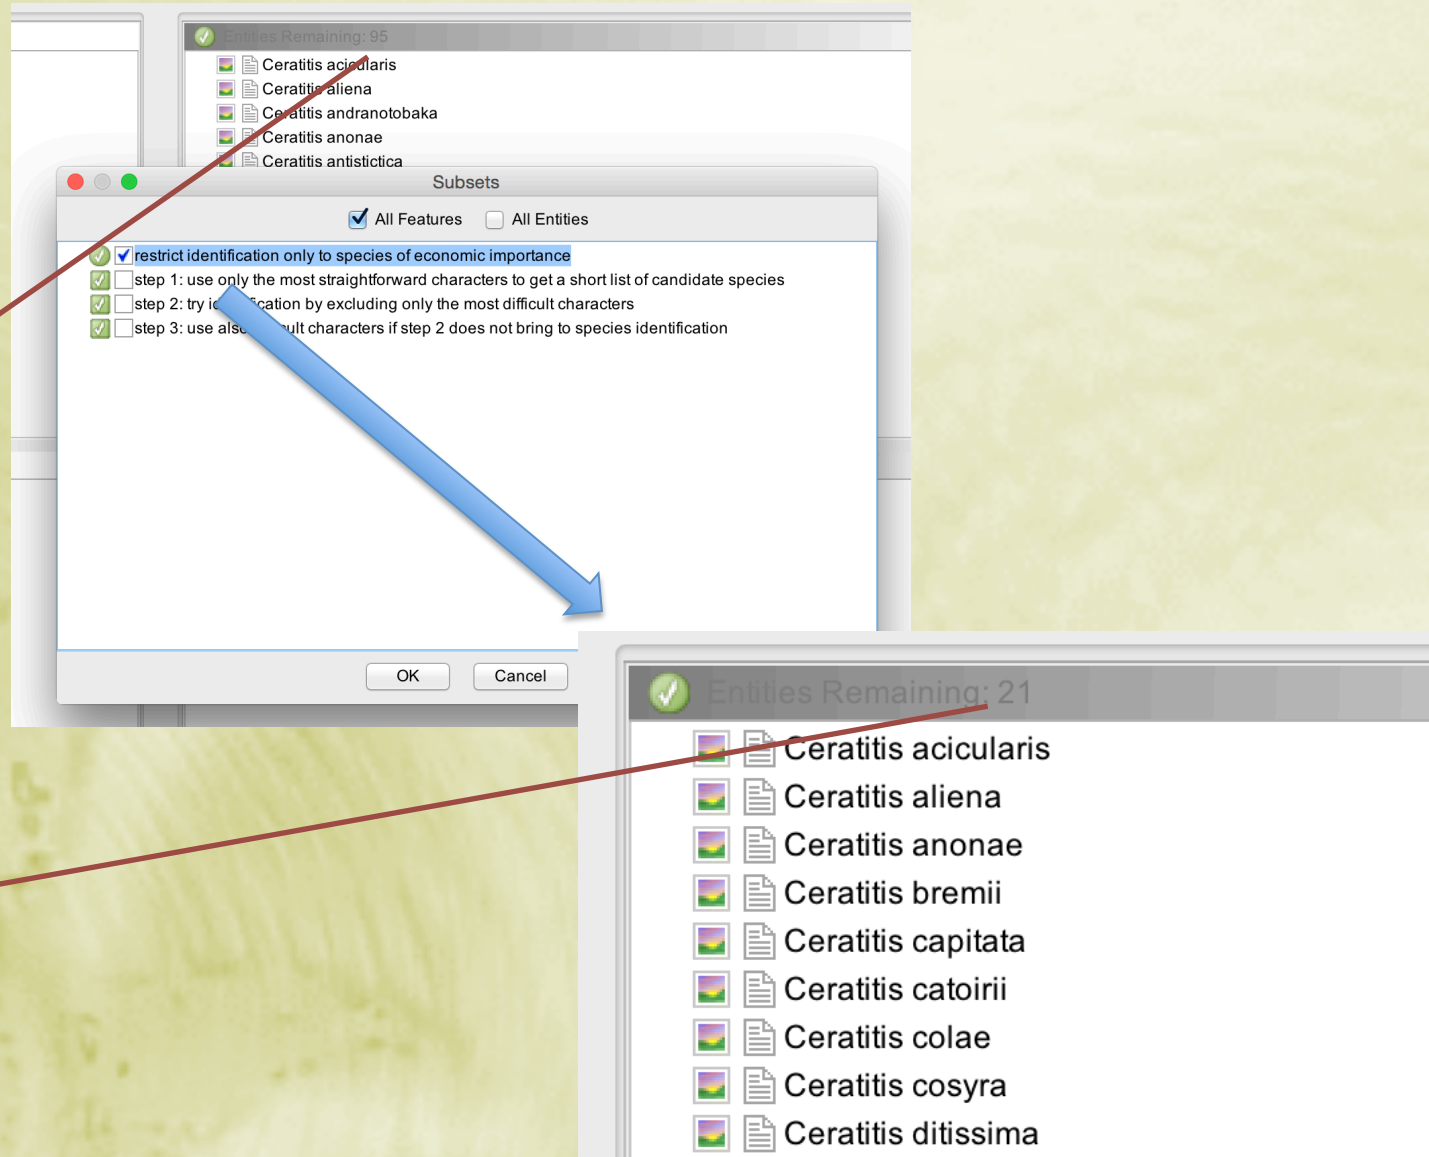 Entities Remaining: 95
Ceratitis acicularis
Ceratitis aliena
Ceratitis andranotobaka
Ceratitis anonae
Ceratitis antistictica
Subsets
All Features
All Entities
restrict identification only to species of economic importance
step 1: use only the most straightforward characters to get a short list of candidate species
step 2: try identification by excluding only the most difficult characters
step 3: use also difficult characters if step 2 does not bring to species identification
OK
Cancel
Entities Remaining: 21
Ceratitis acicularis
Ceratitis aliena
Ceratitis anonae
Ceratitis bremii
Ceratitis capitata
Ceratitis catoirii
Ceratitis colae
Ceratitis cosyra
Ceratitis ditissima